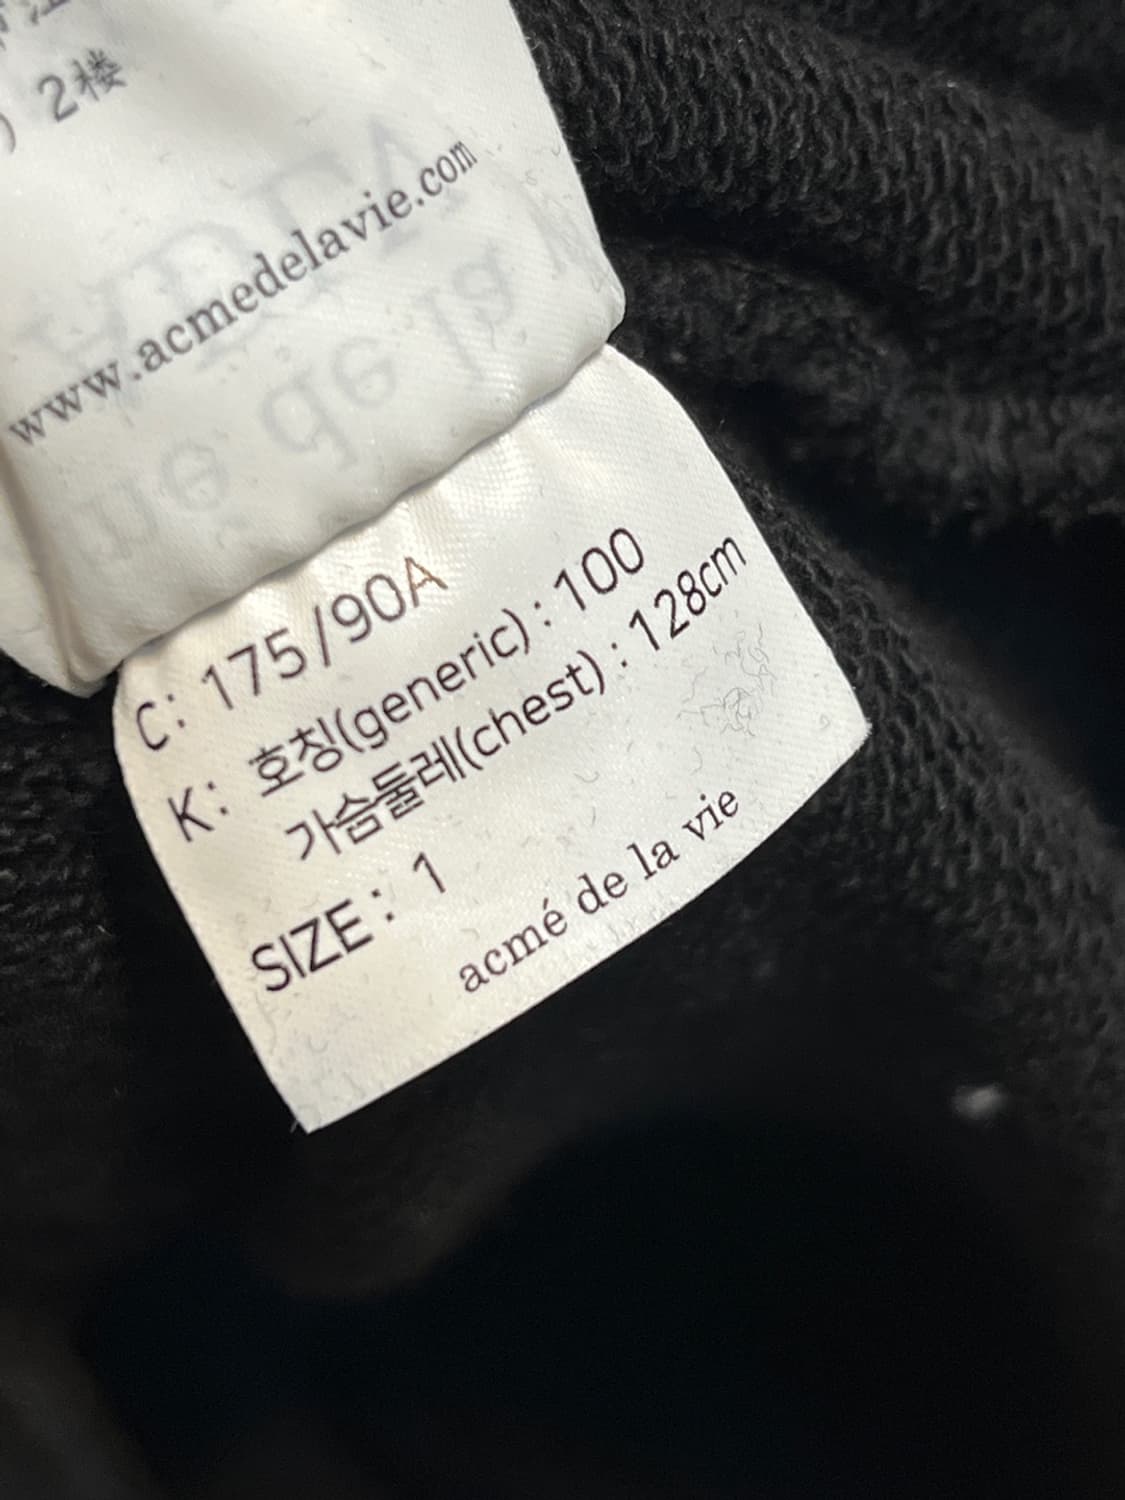 2楼
www.acmedelavie.com
C: 175/90A
K: 호칭(generic) : 100
가슴둘레(chest) : 128cm
SIZE : 1
acmé de la vie